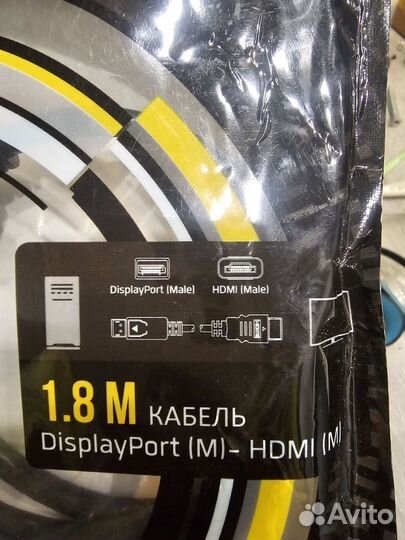 DisplayPort (Male) HDMI (Male)
1.8 М КАБЕЛЬ
DisplayPort (M)- HDMI (M)
Avito